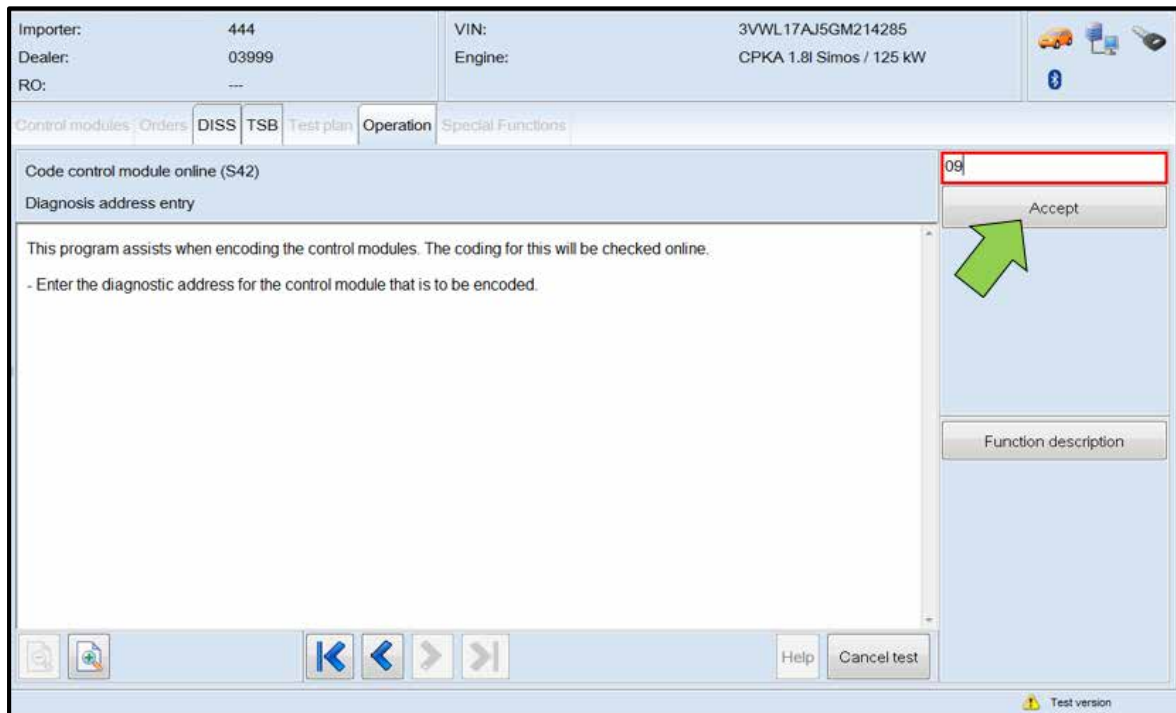 Importer: 444 VIN: 3VWL17AJ5GM214285
Dealer: 03999 Engine: CPKA 1.8l Simos / 125 kW
RO: ---
Control modules Orders DISS TSB Test plan Operation Special Functions
Code control module online (S42)
Diagnosis address entry
09
Accept
This program assists when encoding the control modules. The coding for this will be checked online.
- Enter the diagnostic address for the control module that is to be encoded.
Function description
Help Cancel test
Test version